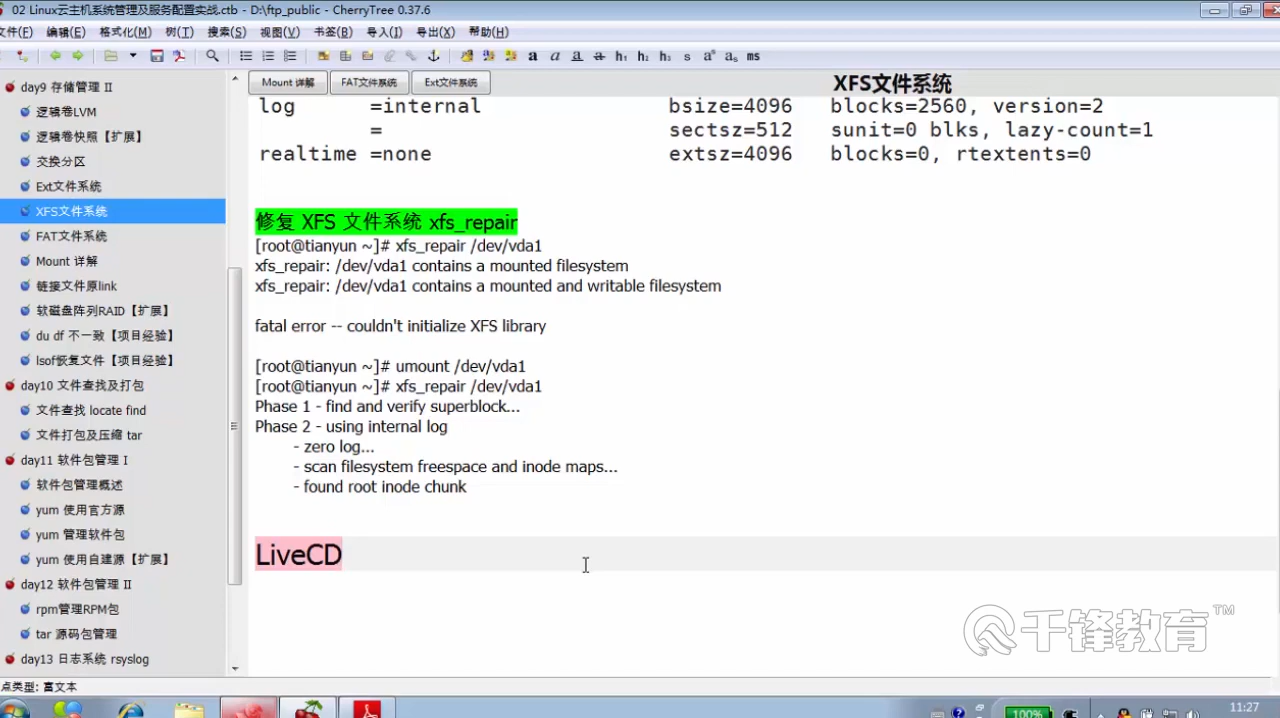 02 Linux云主机系统管理及服务配置实战.ctb - D:\ftp_public - CherryTree 0.37.6
文件(F) 编辑(E) 格式化(M) 树(T) 搜索(S) 视图(V) 书签(B) 导入(I) 导出(X) 帮助(H)
a a a a h₁ h₂ h₃ s aᵃ aₐ ms
day9 存储管理 II
逻辑卷LVM
逻辑卷快照【扩展】
交换分区
Ext文件系统
XFS文件系统
FAT文件系统
Mount 详解
链接文件原link
软磁盘阵列RAID【扩展】
du df 不一致【项目经验】
lsof恢复文件【项目经验】
day10 文件查找及打包
文件查找 locate find
文件打包及压缩 tar
day11 软件包管理 I
软件包管理概述
yum 使用官方源
yum 管理软件包
yum 使用自建源【扩展】
day12 软件包管理 II
rpm管理RPM包
tar 源码包管理
day13 日志系统 rsyslog
Mount 详解 FAT文件系统 Ext文件系统 XFS文件系统
log =internal bsize=4096 blocks=2560, version=2
= sectsz=512 sunit=0 blks, lazy-count=1
realtime =none extsz=4096 blocks=0, rtextents=0
修复 XFS 文件系统 xfs_repair
[root@tianyun ~]# xfs_repair /dev/vda1
xfs_repair: /dev/vda1 contains a mounted filesystem
xfs_repair: /dev/vda1 contains a mounted and writable filesystem
fatal error -- couldn't initialize XFS library
[root@tianyun ~]# umount /dev/vda1
[root@tianyun ~]# xfs_repair /dev/vda1
Phase 1 - find and verify superblock...
Phase 2 - using internal log
- zero log...
- scan filesystem freespace and inode maps...
- found root inode chunk
LiveCD
千锋教育™
点类型: 富文本
100% 11:27